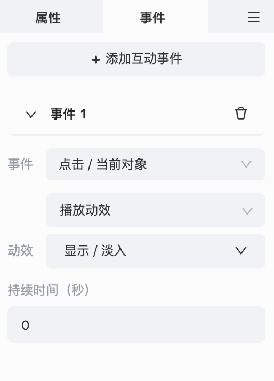 属性 事件
+ 添加互动事件
事件 1
事件 点击 / 当前对象
播放动效
动效 显示 / 淡入
持续时间（秒）
0